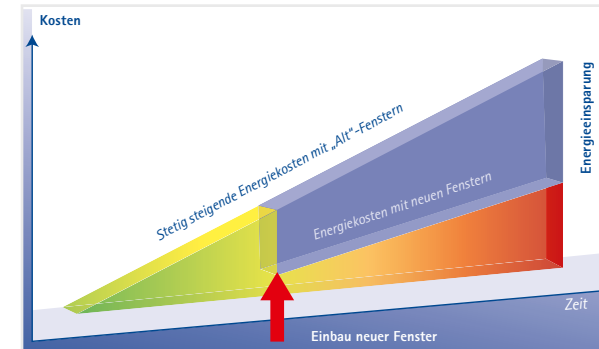 Kosten
Stetig steigende Energiekosten mit „Alt“-Fenstern
Energieeinsparung
Energiekosten mit neuen Fenstern
Zeit
Einbau neuer Fenster